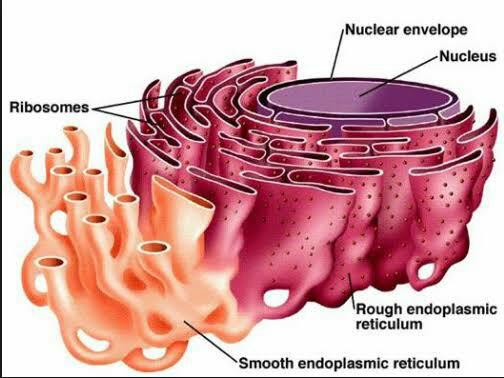 Nuclear envelope
Nucleus
Ribosomes
Rough endoplasmic
reticulum
Smooth endoplasmic reticulum